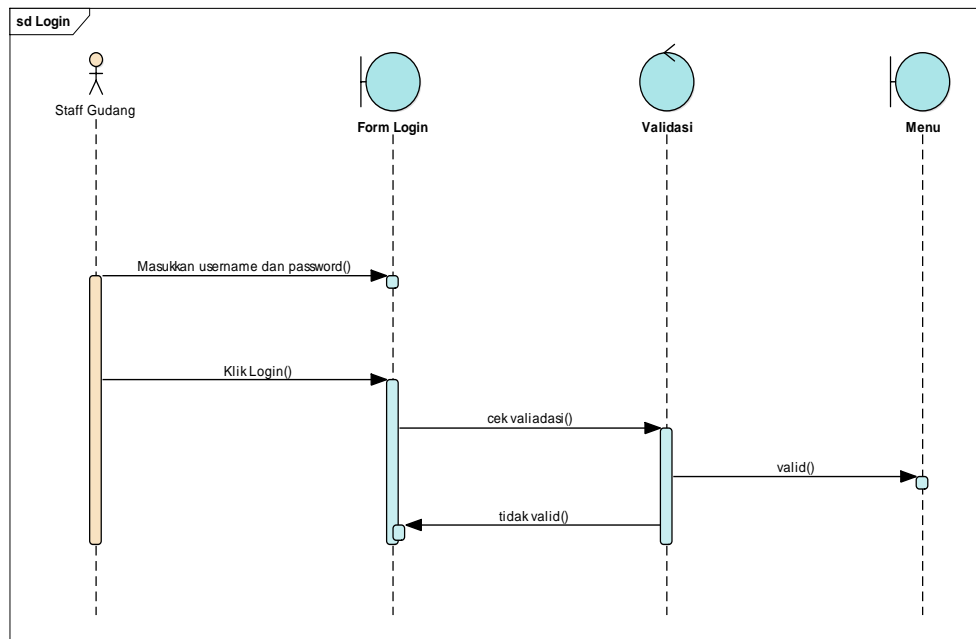 sd Login
Staff Gudang
Form Login
Validasi
Menu
Masukkan username dan password()
Klik Login()
cek valiadasi()
valid()
tidak valid()